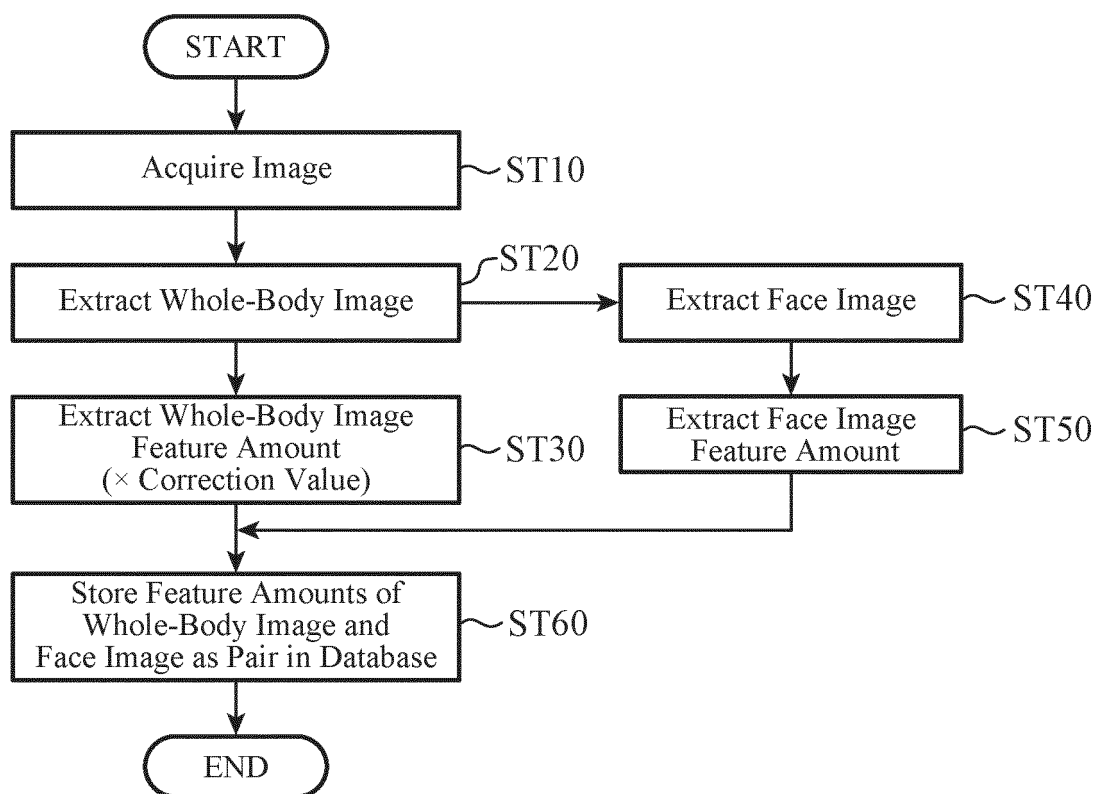 START
Acquire Image
ST10
Extract Whole-Body Image
ST20
Extract Face Image
ST40
Extract Whole-Body Image
Feature Amount
(× Correction Value)
ST30
Extract Face Image
Feature Amount
ST50
Store Feature Amounts of
Whole-Body Image and
Face Image as Pair in Database
ST60
END